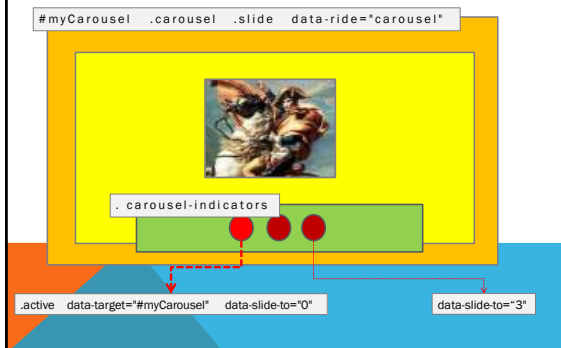 #myCarousel .carousel .slide data-ride="carousel"
. carousel-indicators
.active data-target="#myCarousel" data-slide-to="0"
data-slide-to=“3"